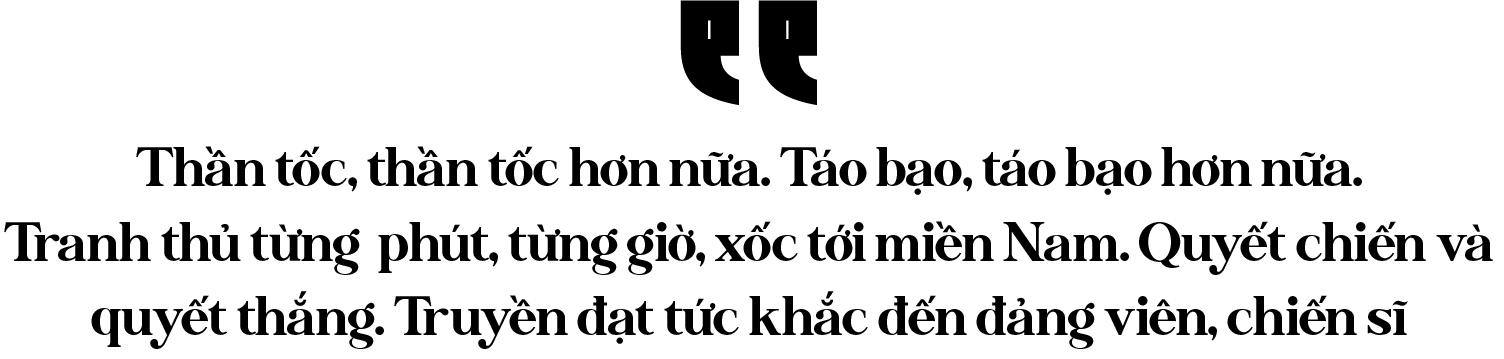 Thần tốc, thần tốc hơn nữa. Táo bạo, táo bạo hơn nữa.
Tranh thủ từng phút, từng giờ, xốc tới miền Nam. Quyết chiến và
quyết thắng. Truyền đạt tức khắc đến đảng viên, chiến sĩ